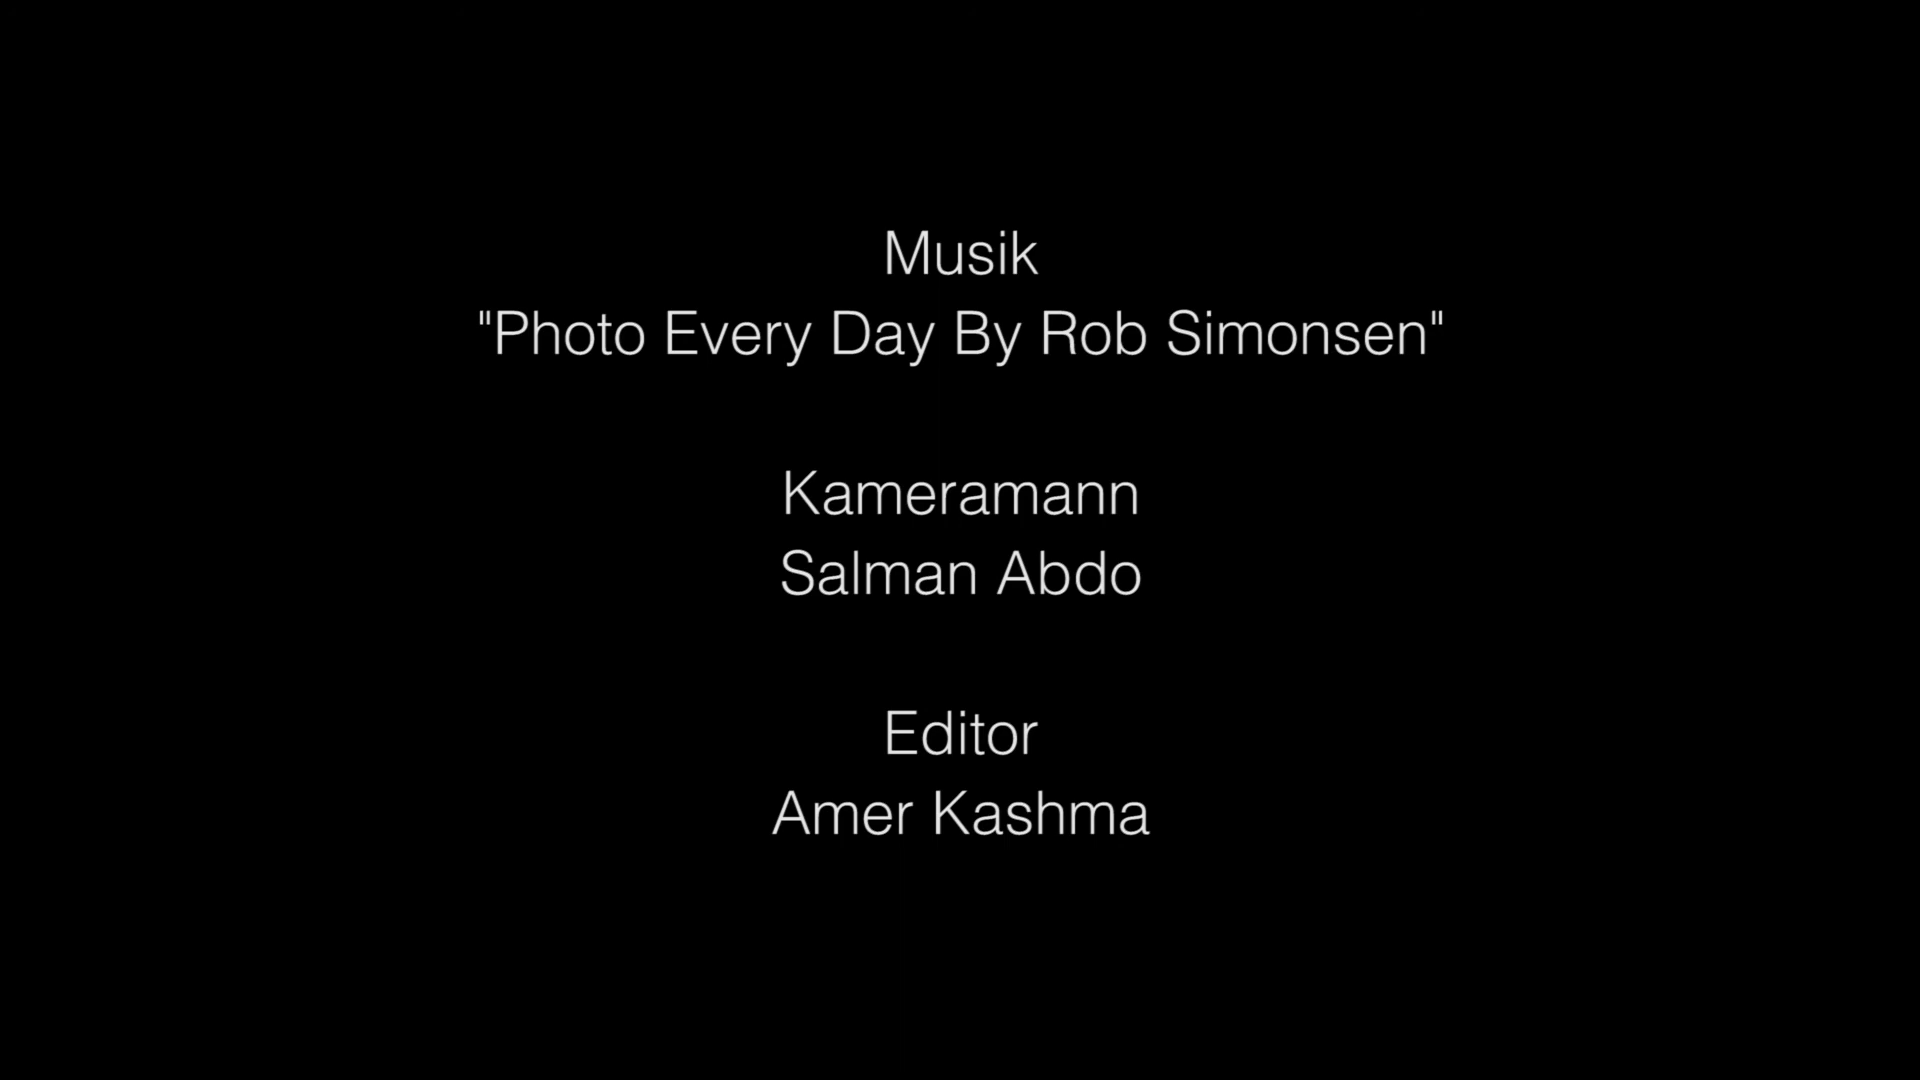 Musik
"Photo Every Day By Rob Simonsen"
Kameramann
Salman Abdo
Editor
Amer Kashma